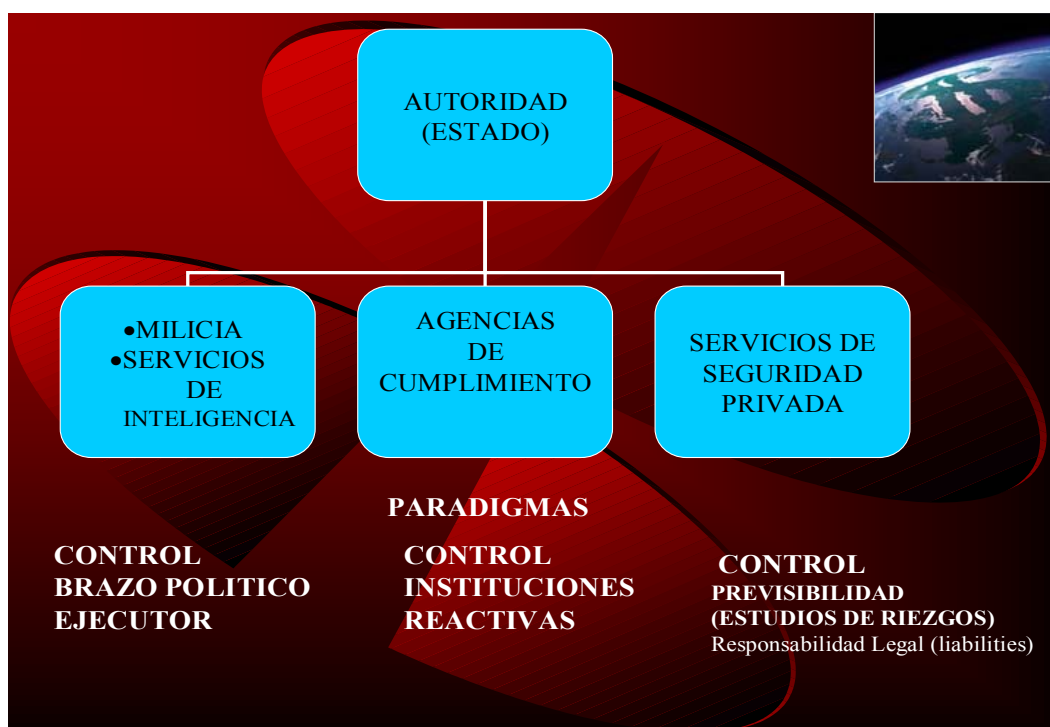 AUTORIDAD
(ESTADO)
•MILICIA
•SERVICIOS
DE
INTELIGENCIA
AGENCIAS
DE
CUMPLIMIENTO
SERVICIOS DE
SEGURIDAD
PRIVADA
PARADIGMAS
CONTROL
BRAZO POLITICO
EJECUTOR
CONTROL
INSTITUCIONES
REACTIVAS
CONTROL
PREVISIBILIDAD
(ESTUDIOS DE RIEZGOS)
Responsabilidad Legal (liabilities)